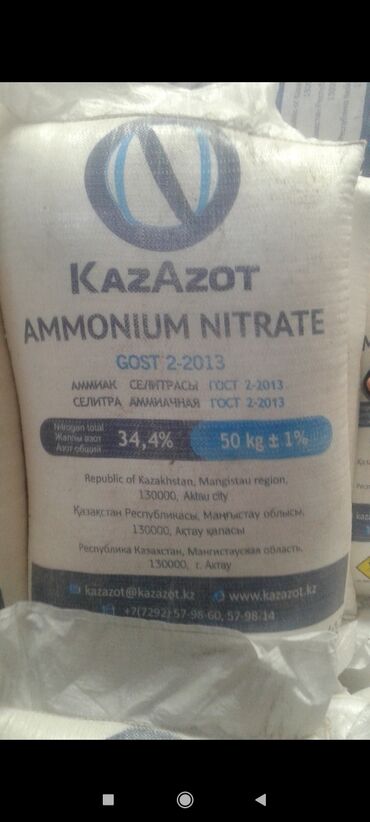 KAZAZOT
AMMONIUM NITRATE
GOST 2-2013
АММИАК СЕЛИТРАСЫ ГОСТ 2-2013
СЕЛИТРА АММИАЧНАЯ ГОСТ 2-2013
Nitrogen total
Жалпы азот
Азот общий
34,4%
50 kg ± 1%
Republic of Kazakhstan, Mangistau region,
130000, Aktau city
Қазақстан Республикасы, Маңғыстау облысы,
130000, Ақтау қаласы
Республика Казахстан, Мангистауская область,
130000, г. Актау
kazazot@kazazot.kz www.kazazot.kz
+7(7292) 57-98-60, 57-98-14